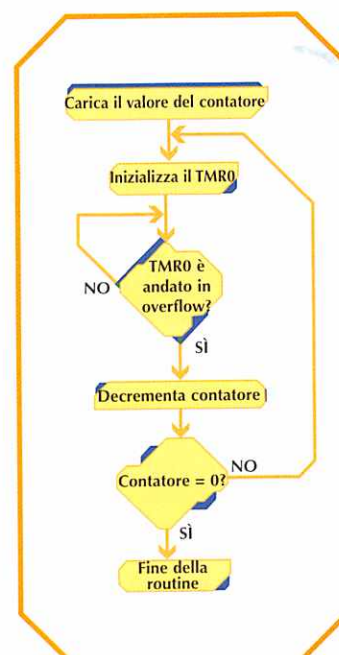 Carica il valore del contatore
Inizializza il TMR0
TMR0 è
andato in
overflow?
NO
SÌ
Decrementa contatore
Contatore = 0?
NO
SÌ
Fine della
routine